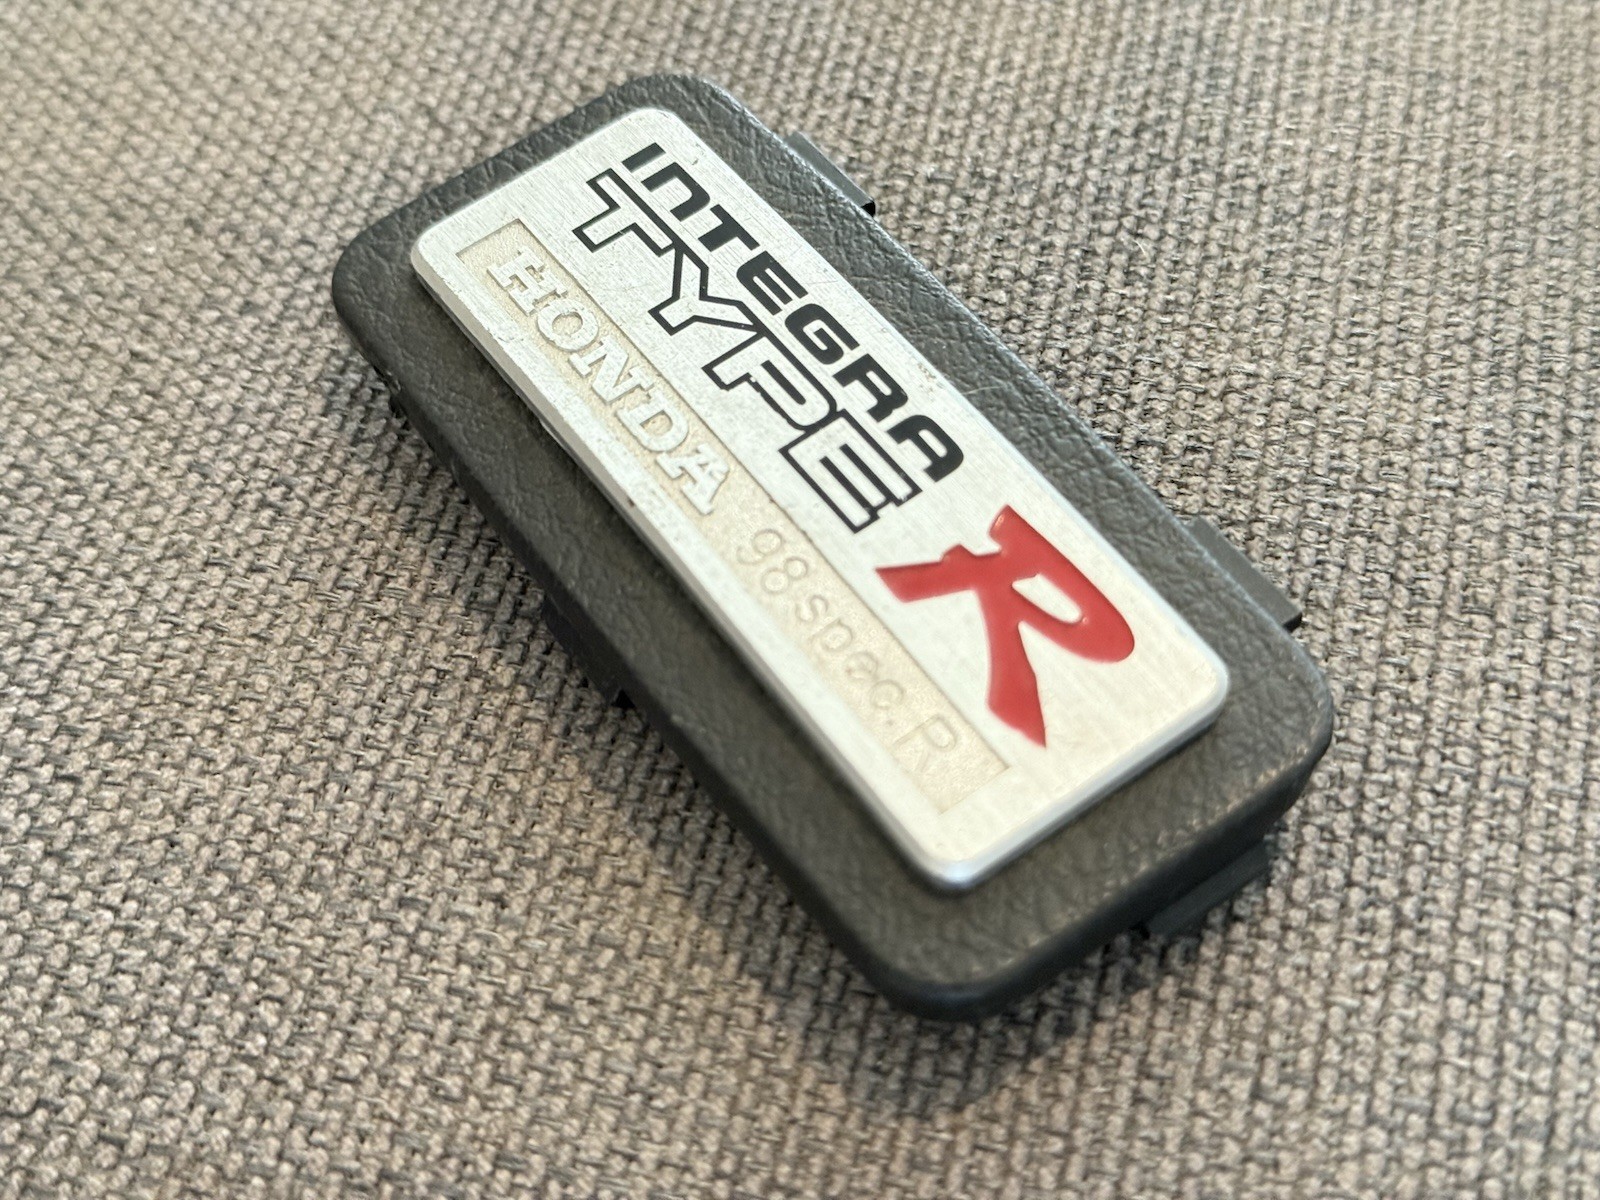 INTEGRA
TYPE R
HONDA 98spec. R